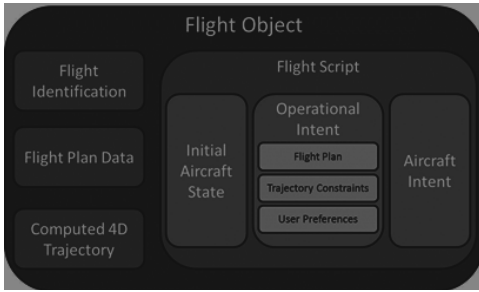 Flight Object
Flight
Identification
Flight Plan Data
Computed 4D
Trajectory
Flight Script
Initial
Aircraft
State
Operational
Intent
Flight Plan
Trajectory Constraints
User Preferences
Aircraft
Intent